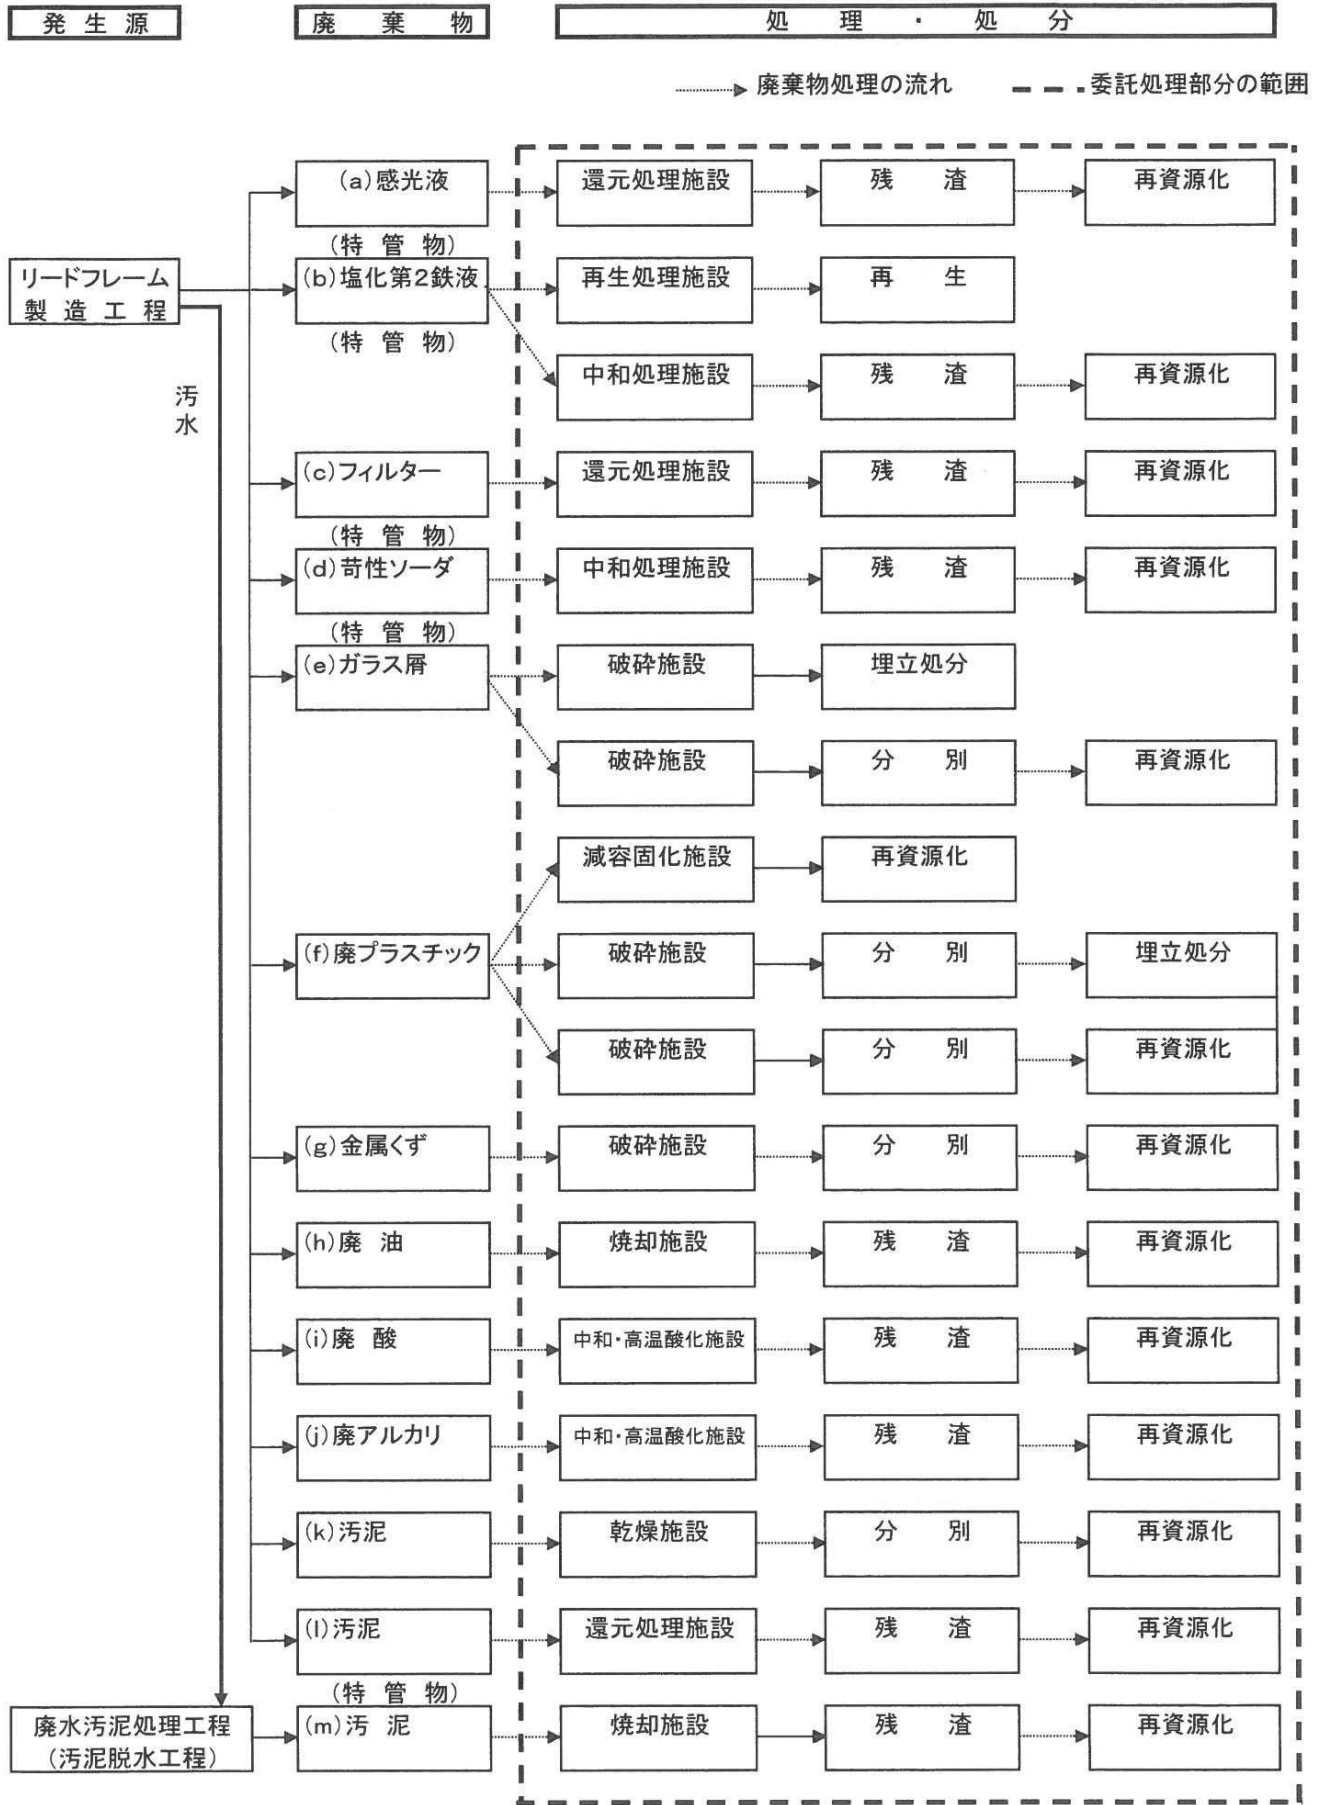 発生源
廃棄物
処理・処分
廃棄物処理の流れ
委託処理部分の範囲
(a)感光液
還元処理施設
残渣
再資源化
(特管物)
リードフレーム
製造工程
(b)塩化第2鉄液
再生処理施設
再生
(特管物)
中和処理施設
残渣
再資源化
汚
水
(c)フィルター
還元処理施設
残渣
再資源化
(特管物)
(d)苛性ソーダ
中和処理施設
残渣
再資源化
(特管物)
(e)ガラス屑
破砕施設
埋立処分
破砕施設
分別
再資源化
減容固化施設
再資源化
(f)廃プラスチック
破砕施設
分別
埋立処分
破砕施設
分別
再資源化
(g)金属くず
破砕施設
分別
再資源化
(h)廃油
焼却施設
残渣
再資源化
(i)廃酸
中和・高温酸化施設
残渣
再資源化
(j)廃アルカリ
中和・高温酸化施設
残渣
再資源化
(k)汚泥
乾燥施設
分別
再資源化
(l)汚泥
還元処理施設
残渣
再資源化
(特管物)
廃水汚泥処理工程
(汚泥脱水工程)
(m)汚泥
焼却施設
残渣
再資源化